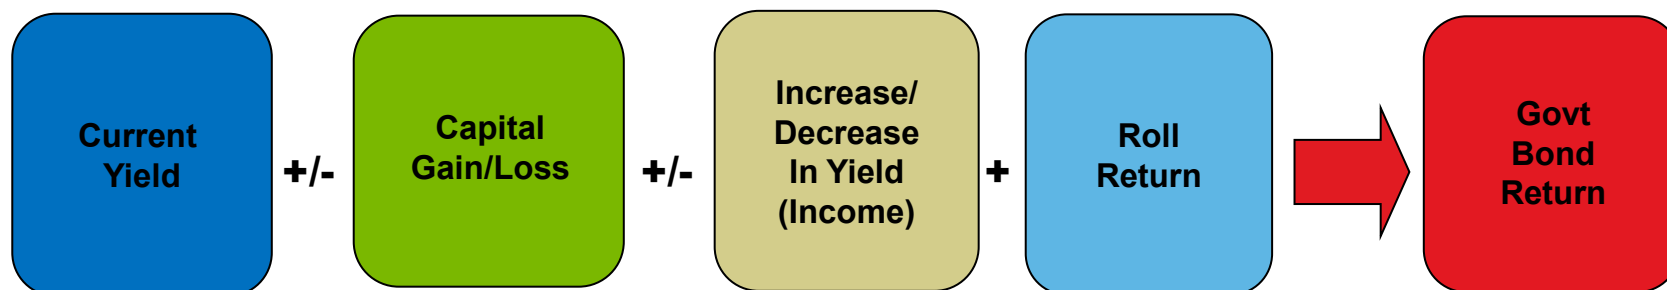 Current
Yield
+/-
Capital
Gain/Loss
+/-
Increase/
Decrease
In Yield
(Income)
+
Roll
Return
Govt
Bond
Return